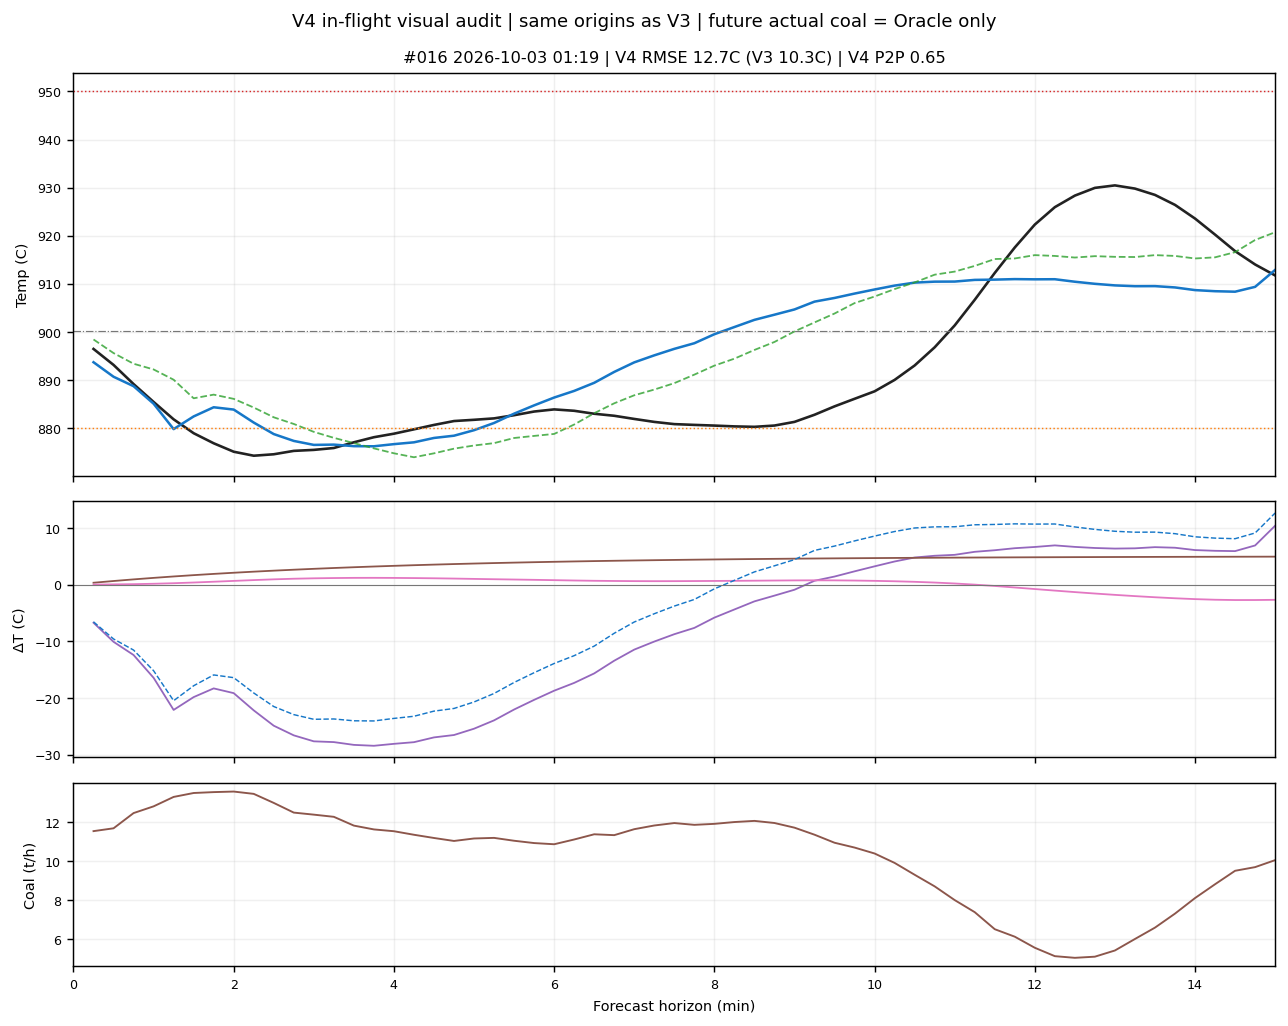 V4 in-flight visual audit | same origins as V3 | future actual coal = Oracle only
#016 2026-10-03 01:19 | V4 RMSE 12.7C (V3 10.3C) | V4 P2P 0.65
Temp (C)
950
940
930
920
910
900
890
880
ΔT (C)
10
0
−10
−20
−30
Coal (t/h)
12
10
8
6
0 2 4 6 8 10 12 14
Forecast horizon (min)